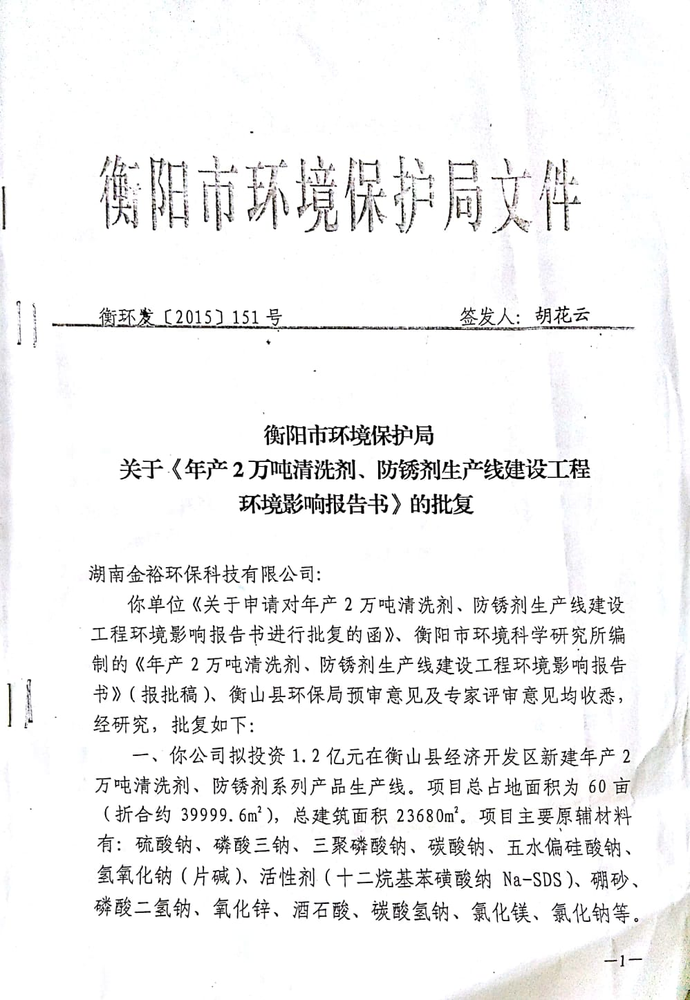 衡阳市环境保护局文件
衡环发〔2015〕151号 签发人：胡花云
衡阳市环境保护局
关于《年产2万吨清洗剂、防锈剂生产线建设工程
环境影响报告书》的批复
湖南金裕环保科技有限公司：
你单位《关于申请对年产2万吨清洗剂、防锈剂生产线建设
工程环境影响报告书进行批复的函》、衡阳市环境科学研究所编
制的《年产2万吨清洗剂、防锈剂生产线建设工程环境影响报告
书》（报批稿）、衡山县环保局预审意见及专家评审意见均收悉，
经研究，批复如下：
一、你公司拟投资1.2亿元在衡山县经济开发区新建年产2
万吨清洗剂、防锈剂系列产品生产线。项目总占地面积为60亩
（折合约39999.6㎡），总建筑面积23680㎡。项目主要原辅材料
有：硫酸钠、磷酸三钠、三聚磷酸钠、碳酸钠、五水偏硅酸钠、
氢氧化钠（片碱）、活性剂（十二烷基苯磺酸纳 Na-SDS）、硼砂、
磷酸二氢钠、氧化锌、酒石酸、碳酸氢钠、氯化镁、氯化钠等。
—1—